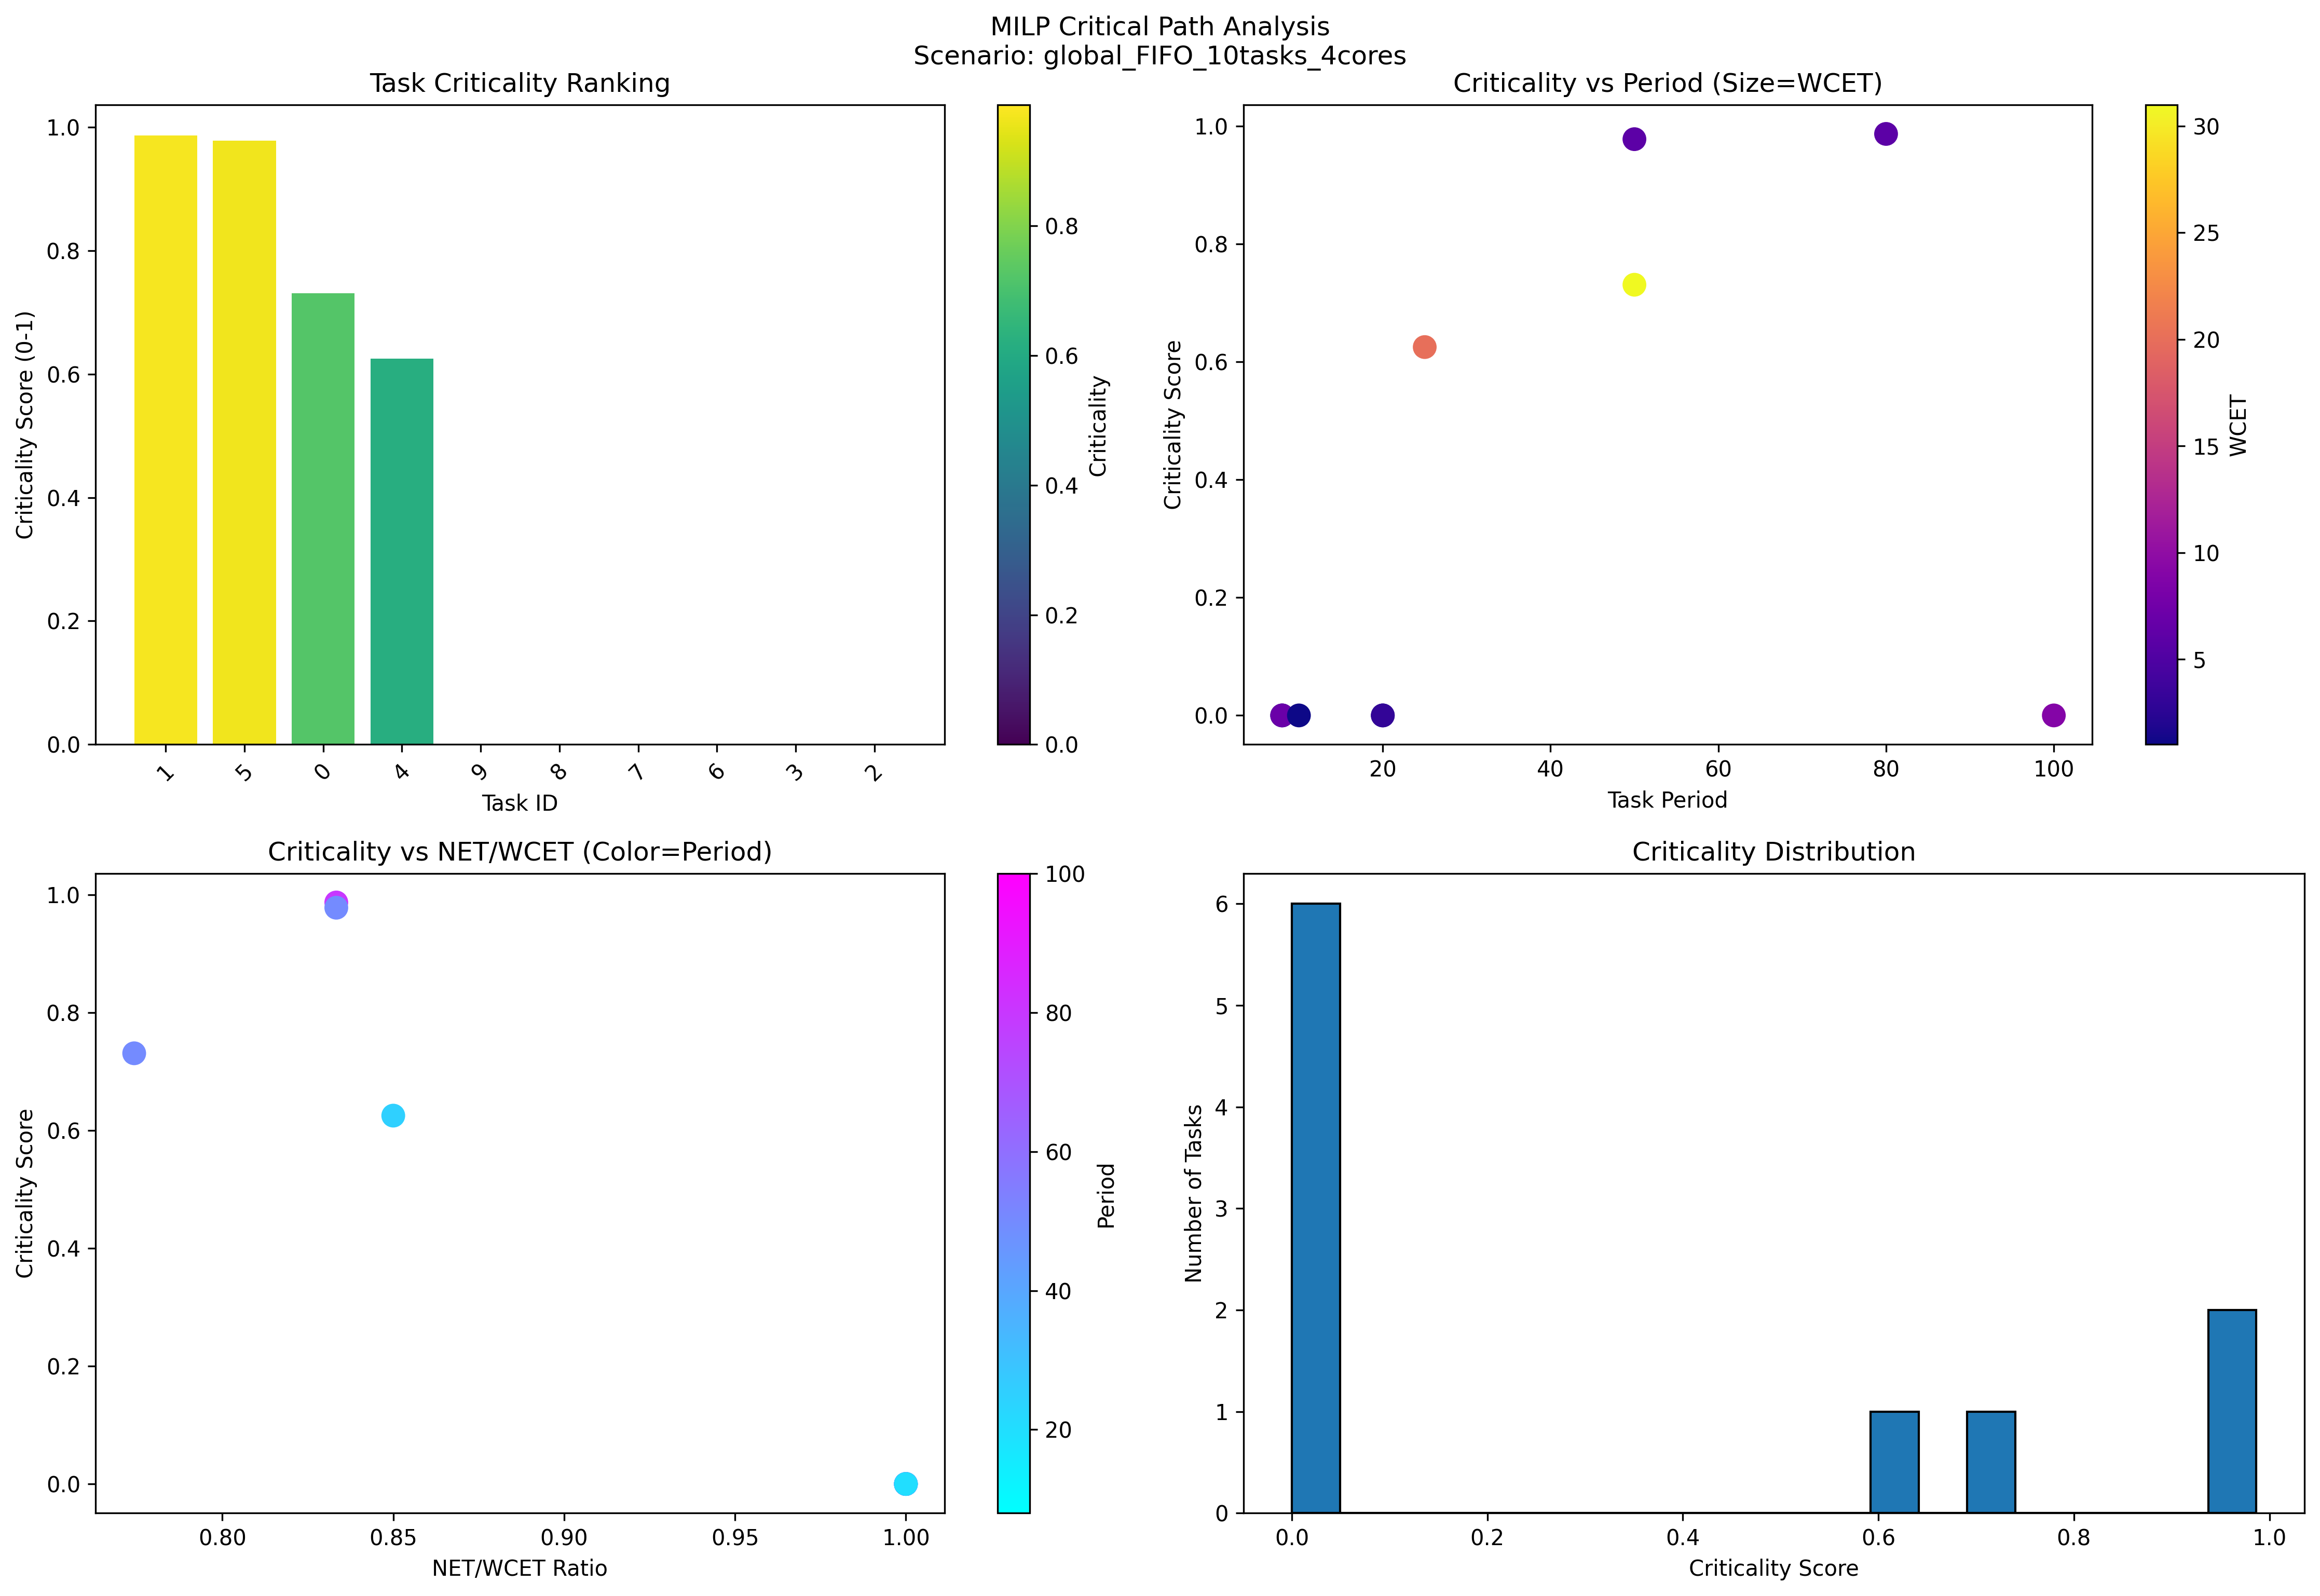 MILP Critical Path Analysis
Scenario: global_FIFO_10tasks_4cores
Task Criticality Ranking
Criticality Score (0-1)
1.0
0.8
0.6
0.4
0.2
0.0
1 5 0 4 9 8 7 6 3 2
Task ID
0.8
0.6
0.4
0.2
0.0
Criticality
Criticality vs Period (Size=WCET)
Criticality Score
1.0
0.8
0.6
0.4
0.2
0.0
20 40 60 80 100
Task Period
30
25
20
15
10
5
WCET
Criticality vs NET/WCET (Color=Period)
Criticality Score
1.0
0.8
0.6
0.4
0.2
0.0
0.80 0.85 0.90 0.95 1.00
NET/WCET Ratio
100
80
60
40
20
Period
Criticality Distribution
Number of Tasks
6
5
4
3
2
1
0
0.0 0.2 0.4 0.6 0.8 1.0
Criticality Score